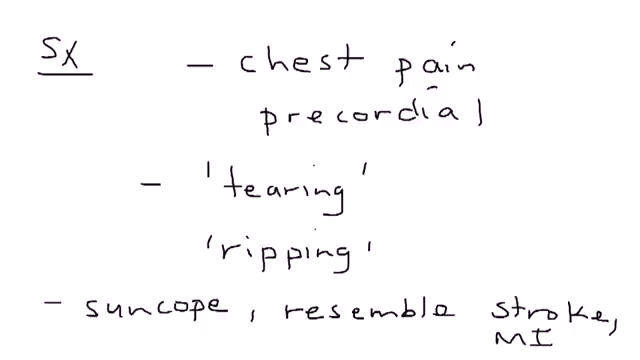 Sx - chest pain
precordial
- 'tearing'
'ripping'
- suncope, resemble stroke,
MI